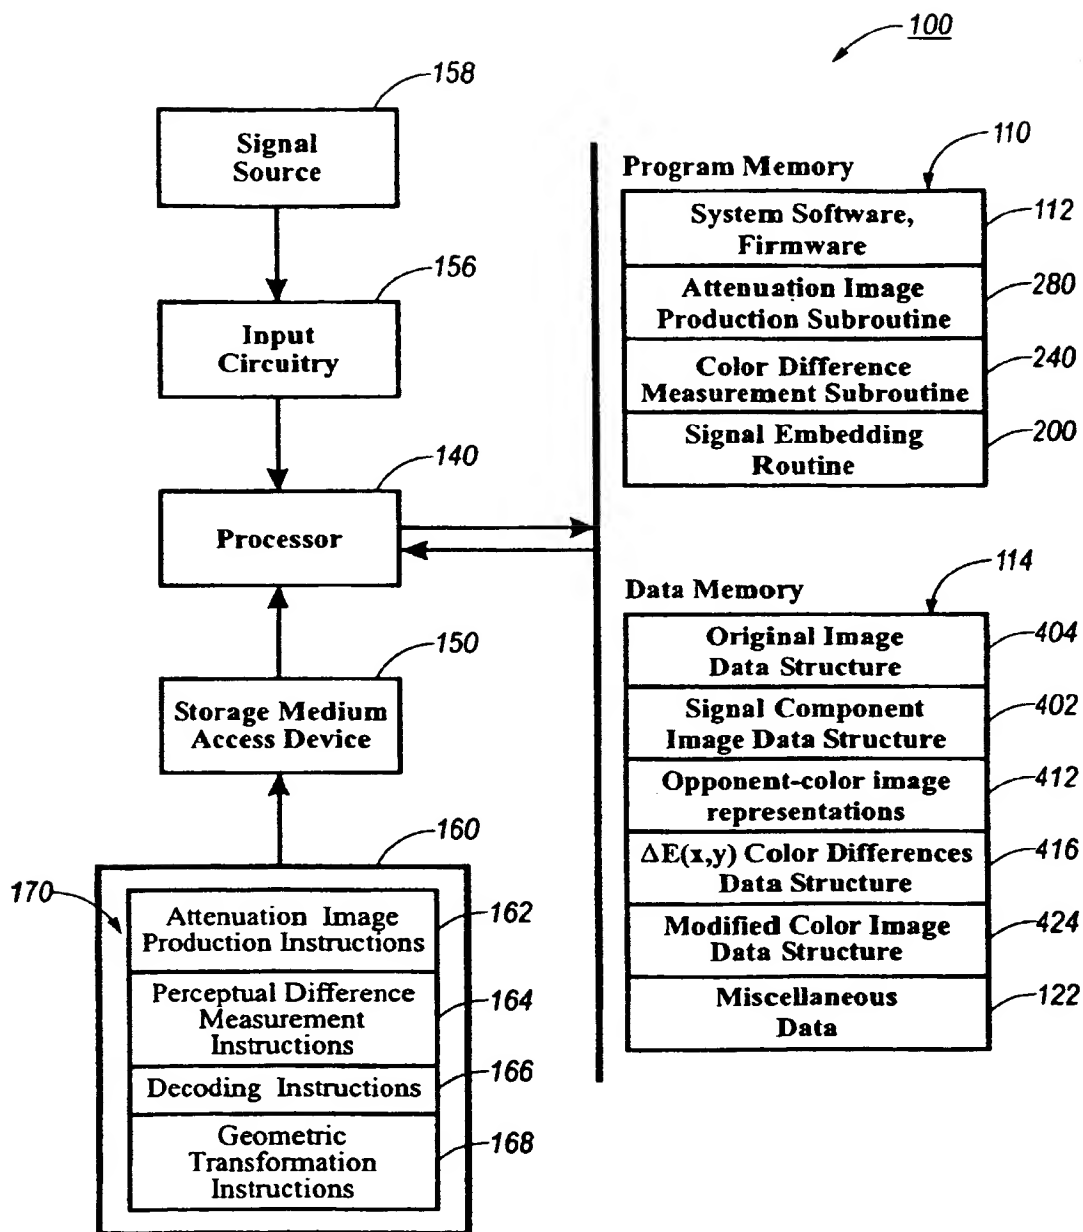 100
158
Signal
Source
156
Input
Circuitry
140
Processor
150
Storage Medium
Access Device
160
170
Attenuation Image
Production Instructions
162
Perceptual Difference
Measurement
Instructions
164
Decoding Instructions
166
Geometric
Transformation
Instructions
168
110
Program Memory
System Software,
Firmware
112
Attenuation Image
Production Subroutine
280
Color Difference
Measurement Subroutine
240
Signal Embedding
Routine
200
114
Data Memory
Original Image
Data Structure
404
Signal Component
Image Data Structure
402
Opponent-color image
representations
412
ΔE(x,y) Color Differences
Data Structure
416
Modified Color Image
Data Structure
424
Miscellaneous
Data
122